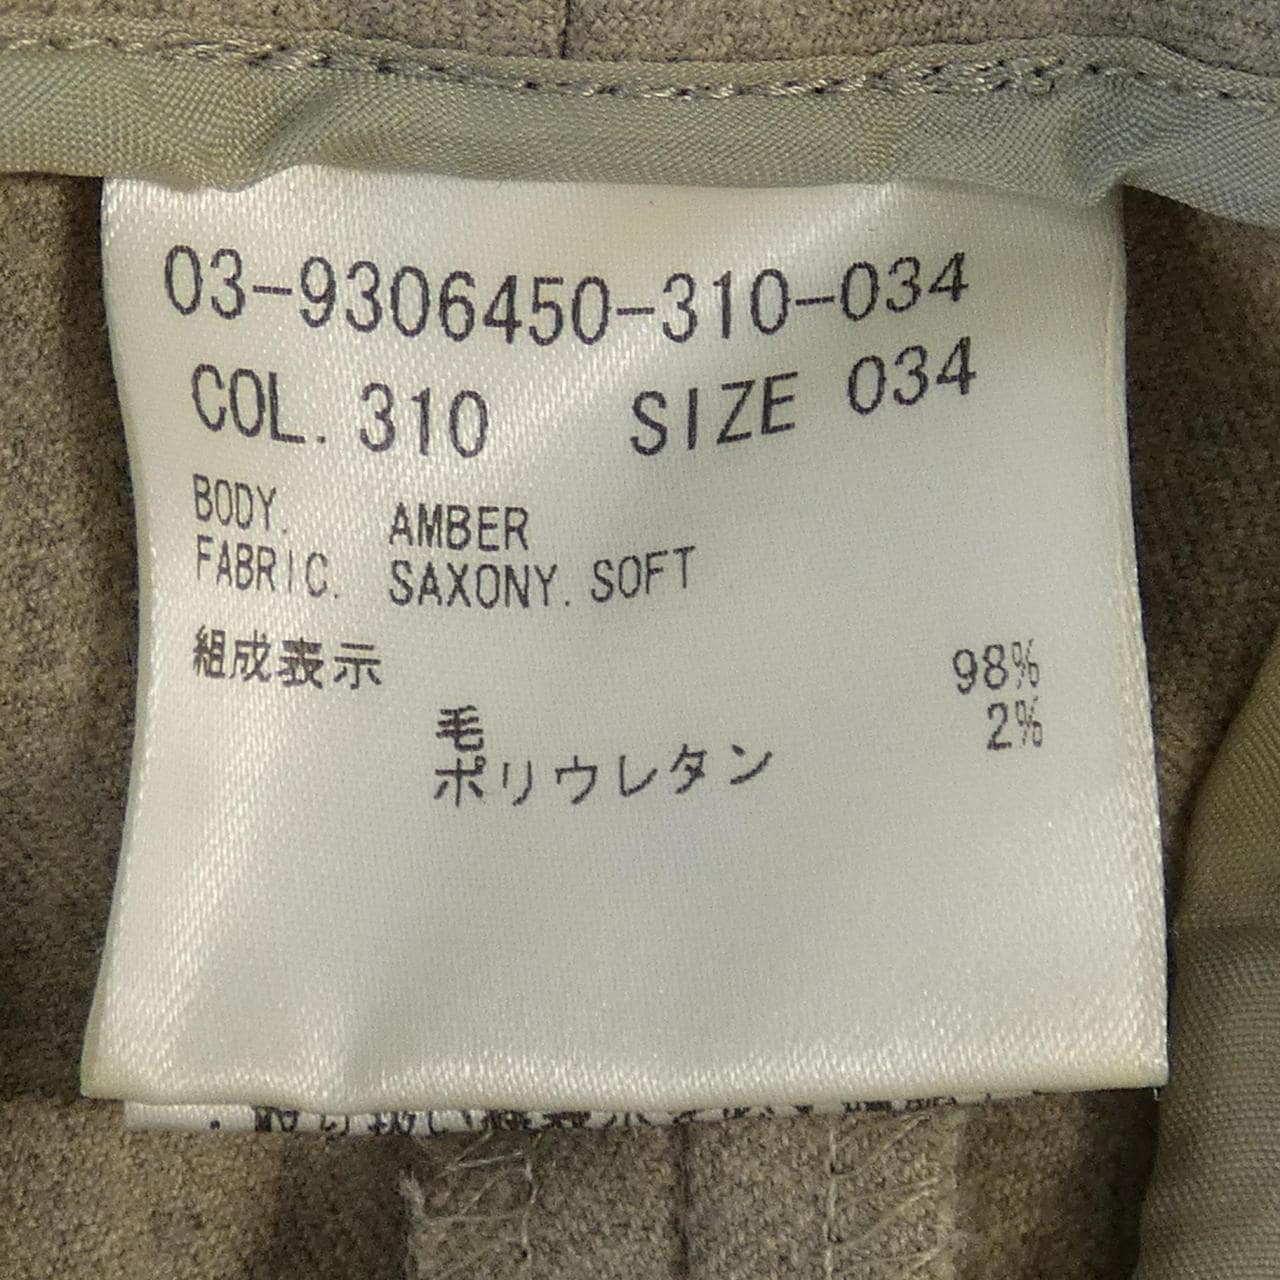 03-9306450-310-034
COL. 310 SIZE 034
BODY. AMBER
FABRIC. SAXONY. SOFT
組成表示
毛 98%
ポリウレタン 2%